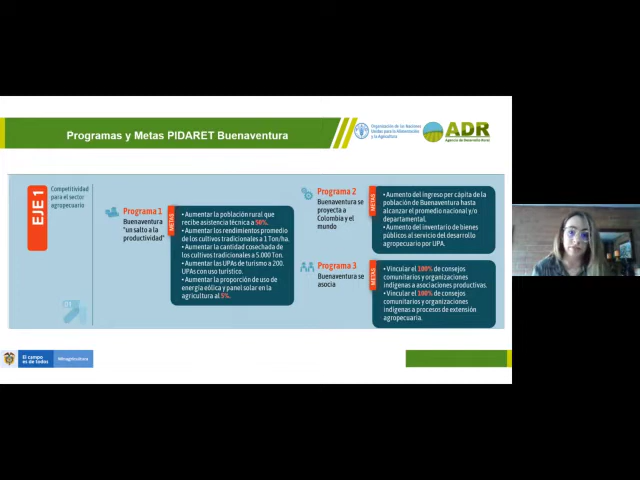 Programas y Metas PIDARET Buenaventura
Organización de las Naciones
Unidas para la Alimentación
y la Agricultura
ADR
Agencia de Desarrollo Rural
EJE 1
Competitividad
para el sector
agropecuario
Programa 1
Buenaventura
"un salto a la
productividad"
METAS
• Aumentar la población rural que
recibe asistencia técnica a 50%.
• Aumentar los rendimientos promedio
de los cultivos tradicionales a 1 Ton/ha.
• Aumentar la cantidad cosechada de
los cultivos tradicionales a 5.000 Ton.
• Aumentar las UPAs de turismo a 200.
UPAs con uso turístico.
• Aumentar la proporción de uso de
energía eólica y panel solar en la
agricultura al 5%.
Programa 2
Buenaventura se
proyecta a
Colombia y el
mundo
METAS
• Aumento del ingreso per cápita de la
población de Buenaventura hasta
alcanzar el promedio nacional y/o
departamental.
• Aumento del inventario de bienes
públicos al servicio del desarrollo
agropecuario por UPA.
Programa 3
Buenaventura se
asocia
METAS
• Vincular el 100% de consejos
comunitarios y organizaciones
indígenas a asociaciones productivas.
• Vincular el 100% de consejos
comunitarios y organizaciones
indígenas a procesos de extensión
agropecuaria.
El campo
es de todos
Minagricultura